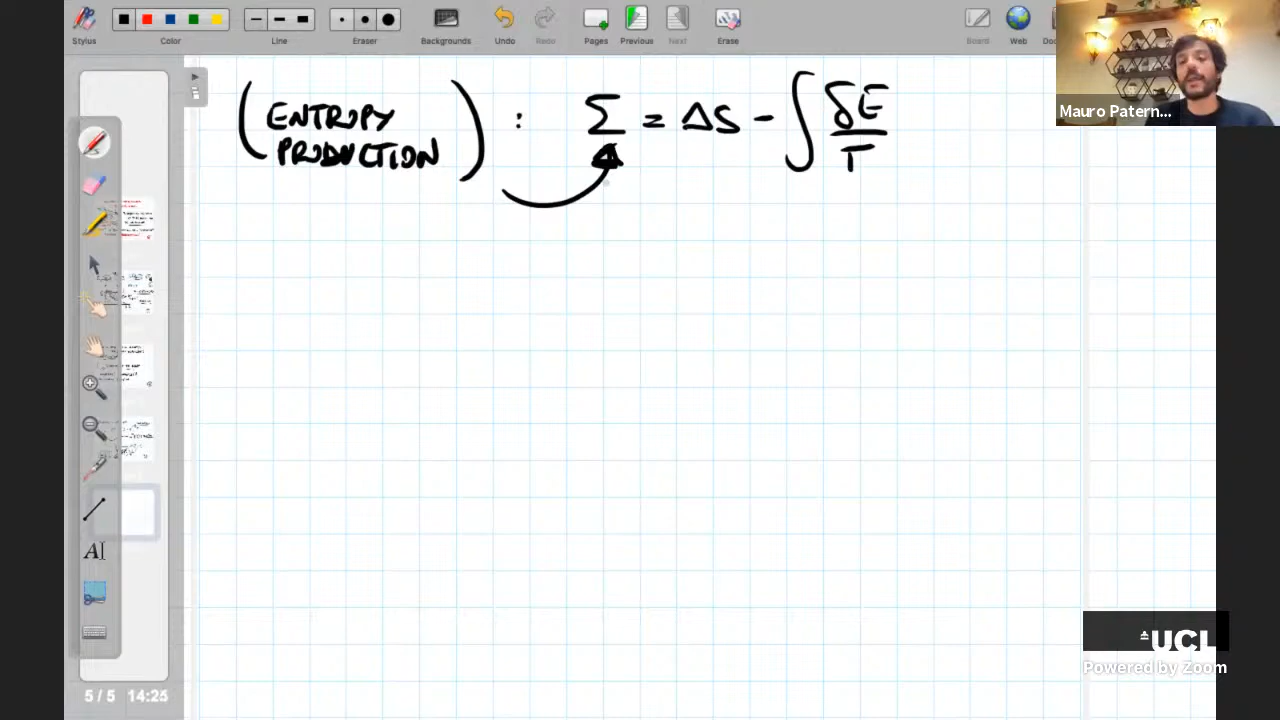 Stylus
Color
Line
Eraser
Backgrounds
Undo
Redo
Pages
Previous
Next
Erase
Board
Web
Mauro Patern...
(ENTROPY PRODUCTION) : Σ = ΔS - ∫ δE/T
AI
5 / 5 14:25
UCL
Powered by Zoom